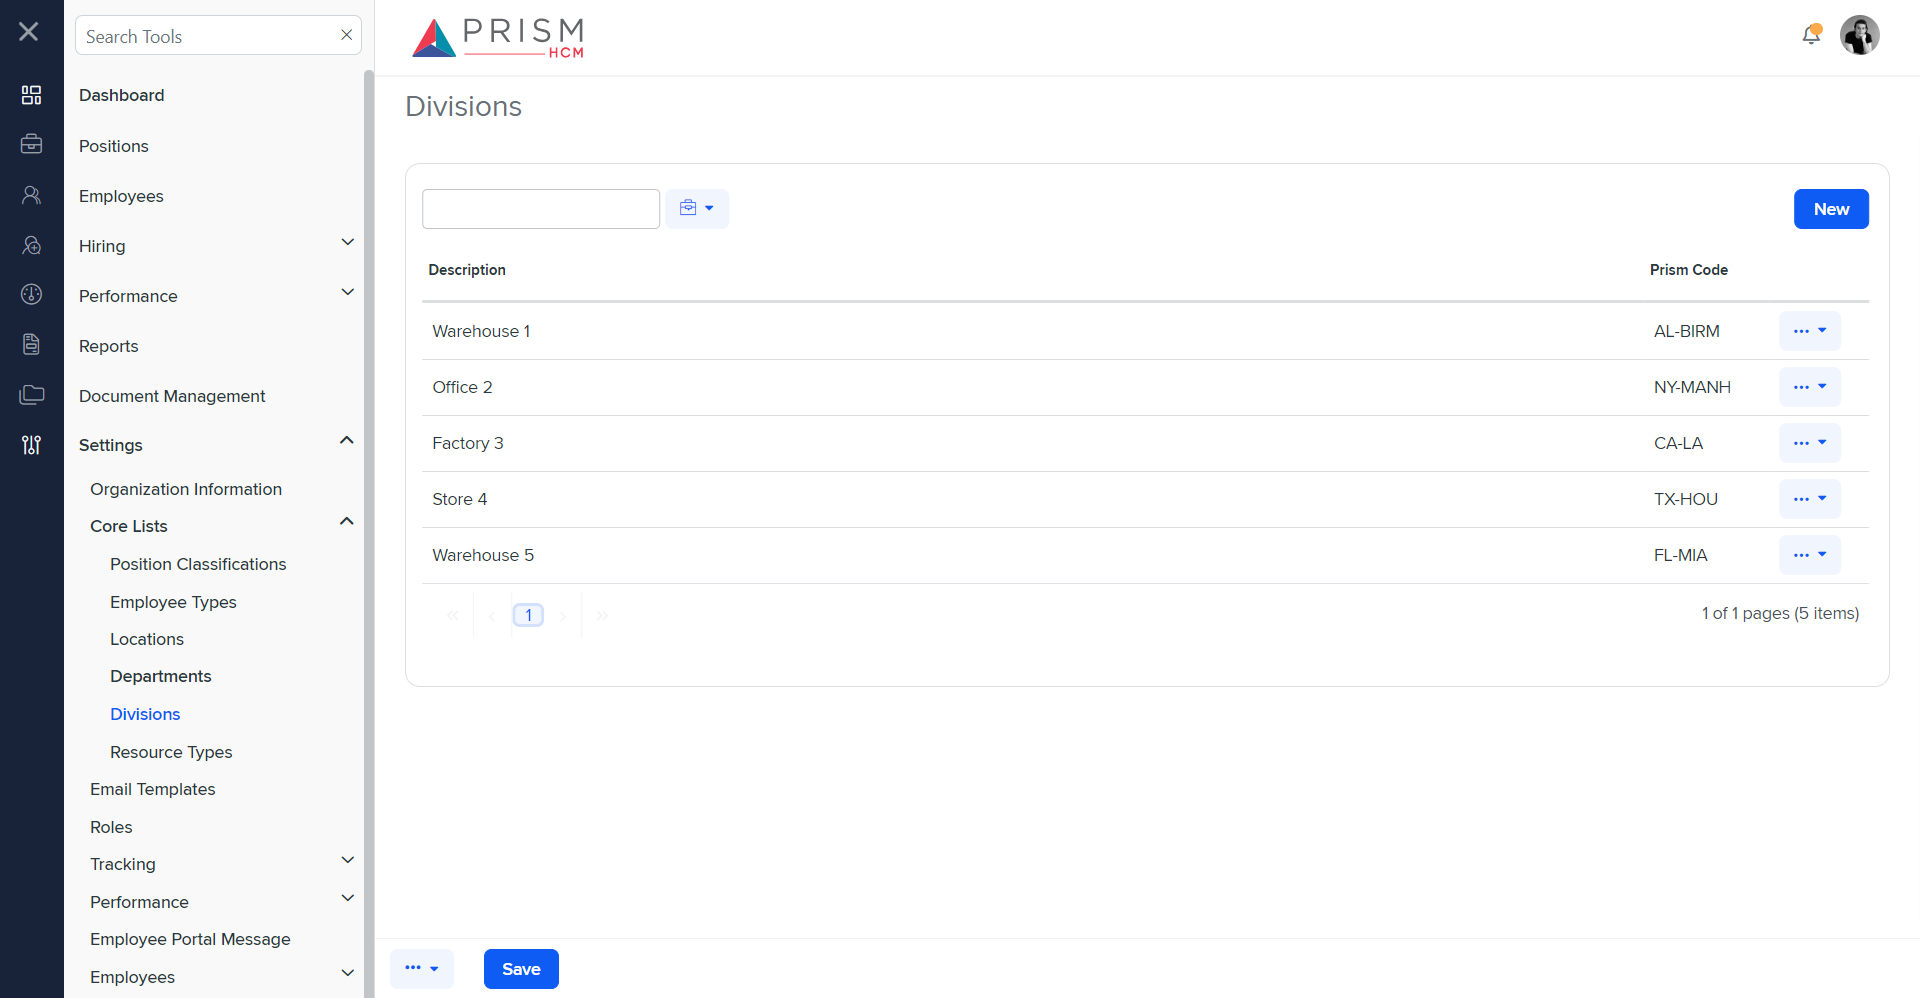 Search Tools
PRISM
HCM
Dashboard
Positions
Employees
Hiring
Performance
Reports
Document Management
Settings
Organization Information
Core Lists
Position Classifications
Employee Types
Locations
Departments
Divisions
Resource Types
Email Templates
Roles
Tracking
Performance
Employee Portal Message
Employees
Divisions
New
Description Prism Code
Warehouse 1 AL-BIRM
Office 2 NY-MANH
Factory 3 CA-LA
Store 4 TX-HOU
Warehouse 5 FL-MIA
« ‹ 1 › » 1 of 1 pages (5 items)
Save